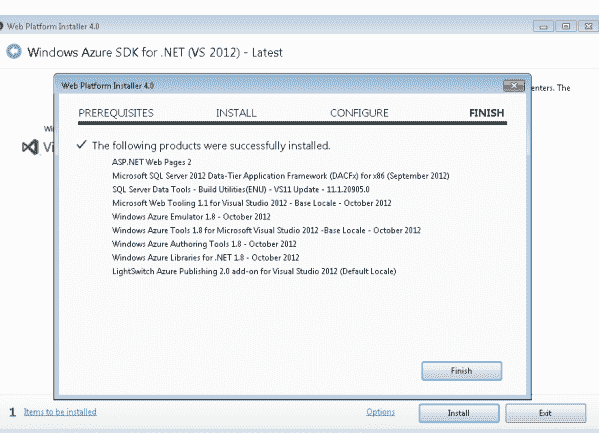 Web Platform Installer 4.0
Windows Azure SDK for .NET (VS 2012) - Latest
enters. The
Wi
Vi
Web Platform Installer 4.0
PREREQUISITES INSTALL CONFIGURE FINISH
The following products were successfully installed.
ASP.NET Web Pages 2
Microsoft SQL Server 2012 Data-Tier Application Framework (DACFx) for x86 (September 2012)
SQL Server Data Tools - Build Utilities(ENU) - VS11 Update - 11.1.20905.0
Microsoft Web Tooling 1.1 for Visual Studio 2012 - Base Locale - October 2012
Windows Azure Emulator 1.8 - October 2012
Windows Azure Tools 1.8 for Microsoft Visual Studio 2012 -Base Locale - October 2012
Windows Azure Authoring Tools 1.8 - October 2012
Windows Azure Libraries for .NET 1.8 - October 2012
LightSwitch Azure Publishing 2.0 add-on for Visual Studio 2012 (Default Locale)
Finish
1 Items to be installed Options Install Exit